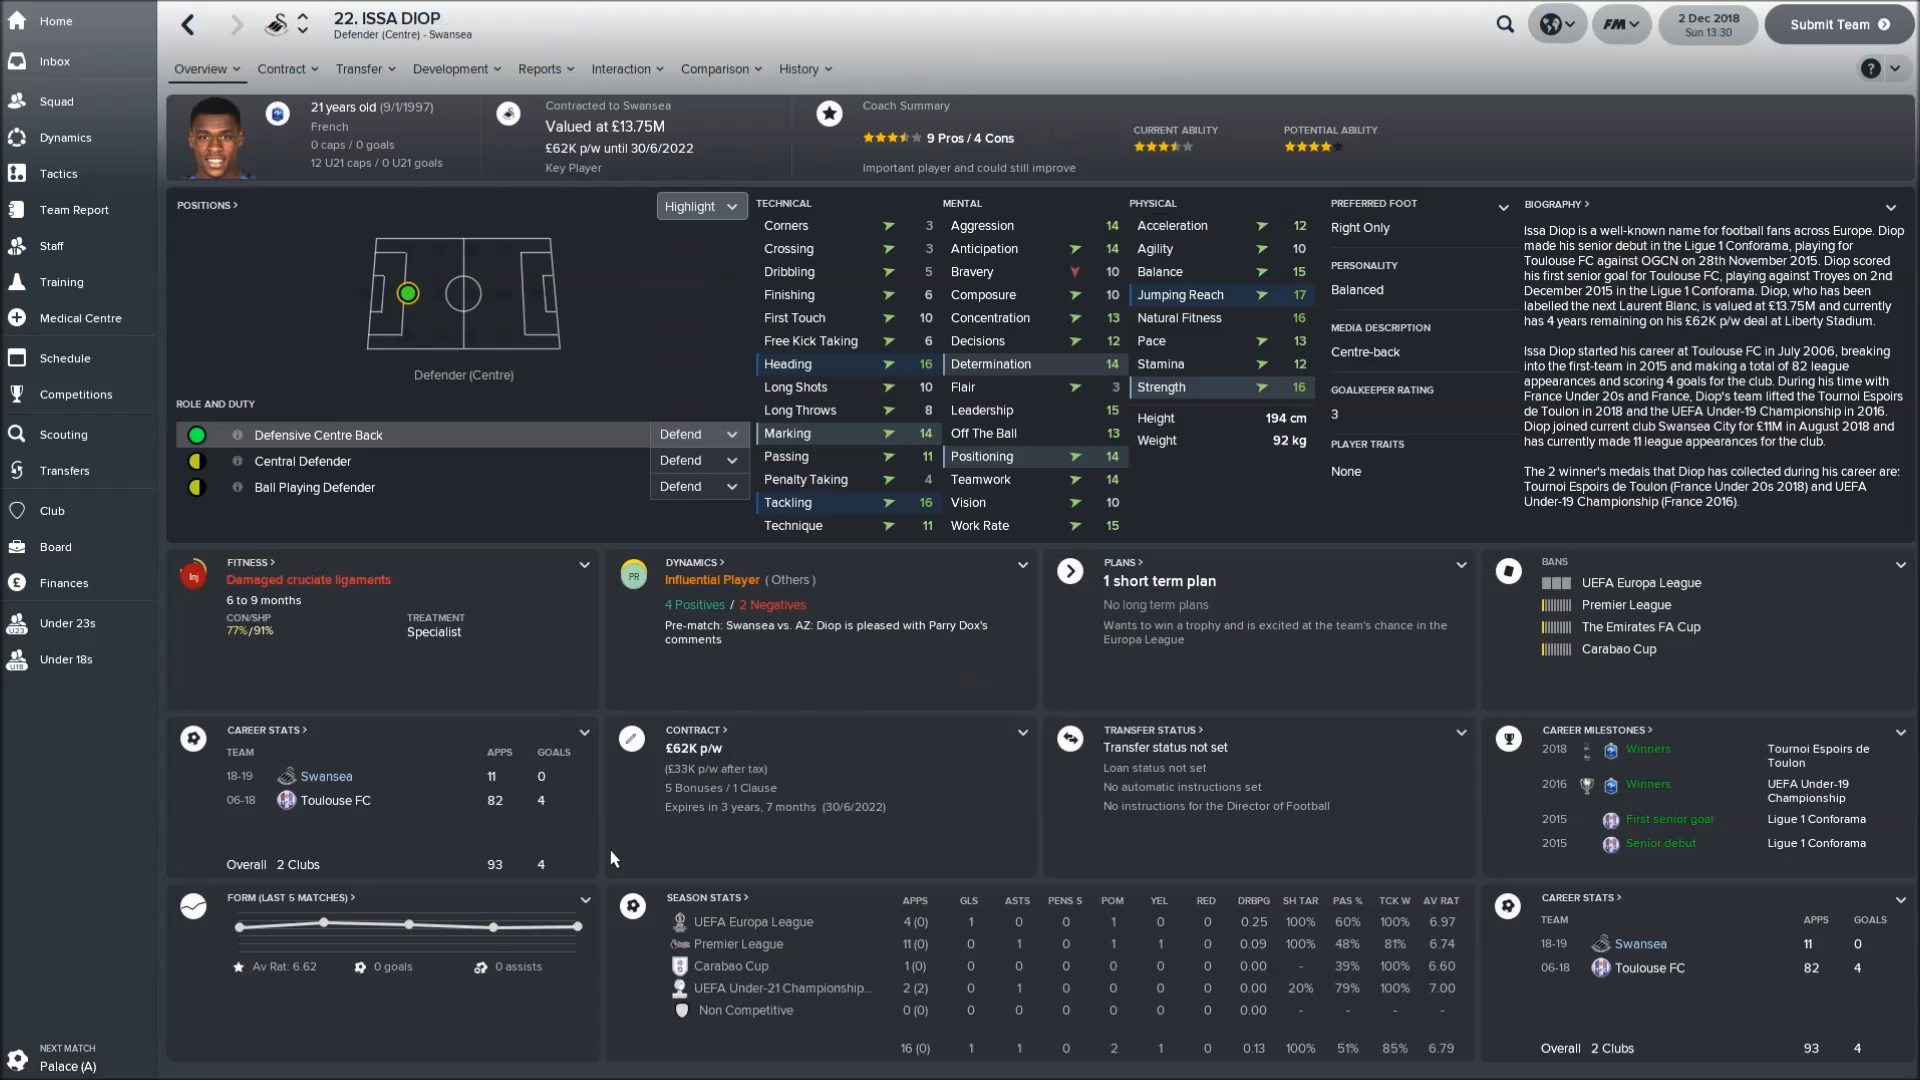 Home
Inbox
Squad
Dynamics
Tactics
Team Report
Staff
Training
Medical Centre
Schedule
Competitions
Scouting
Transfers
Club
Board
Finances
Under 23s
Under 18s
NEXT MATCH
Palace (A)
22. ISSA DIOP
Defender (Centre) - Swansea
FM
2 Dec 2018
Sun 13:30
Submit Team
Overview Contract Transfer Development Reports Interaction Comparison History
21 years old (9/1/1997)
French
0 caps / 0 goals
12 U21 caps / 0 U21 goals
Contracted to Swansea
Valued at £13.75M
£62K p/w until 30/6/2022
Key Player
Coach Summary
9 Pros / 4 Cons
Important player and could still improve
CURRENT ABILITY
POTENTIAL ABILITY
POSITIONS >
Highlight
Defender (Centre)
ROLE AND DUTY
Defensive Centre Back Defend
Central Defender Defend
Ball Playing Defender Defend
TECHNICAL
Corners 3
Crossing 3
Dribbling 5
Finishing 6
First Touch 10
Free Kick Taking 6
Heading 16
Long Shots 10
Long Throws 8
Marking 14
Passing 11
Penalty Taking 4
Tackling 16
Technique 11
MENTAL
Aggression 14
Anticipation 14
Bravery 10
Composure 10
Concentration 13
Decisions 12
Determination 14
Flair 3
Leadership 15
Off The Ball 13
Positioning 14
Teamwork 14
Vision 10
Work Rate 15
PHYSICAL
Acceleration 12
Agility 10
Balance 15
Jumping Reach 17
Natural Fitness 16
Pace 13
Stamina 12
Strength 16
Height 194 cm
Weight 92 kg
PREFERRED FOOT
Right Only
PERSONALITY
Balanced
MEDIA DESCRIPTION
Centre-back
GOALKEEPER RATING
3
PLAYER TRAITS
None
BIOGRAPHY >
Issa Diop is a well-known name for football fans across Europe. Diop
made his senior debut in the Ligue 1 Conforama, playing for
Toulouse FC against OGCN on 28th November 2015. Diop scored
his first senior goal for Toulouse FC, playing against Troyes on 2nd
December 2015 in the Ligue 1 Conforama. Diop, who has been
labelled the next Laurent Blanc, is valued at £13.75M and currently
has 4 years remaining on his £62K p/w deal at Liberty Stadium.
Issa Diop started his career at Toulouse FC in July 2006, breaking
into the first-team in 2015 and making a total of 82 league
appearances and scoring 4 goals for the club. During his time with
France Under 20s and France, Diop's team lifted the Tournoi Espoirs
de Toulon in 2018 and the UEFA Under-19 Championship in 2016.
Diop joined current club Swansea City for £11M in August 2018 and
has currently made 11 league appearances for the club.
The 2 winner's medals that Diop has collected during his career are:
Tournoi Espoirs de Toulon (France Under 20s 2018) and UEFA
Under-19 Championship (France 2016).
Inj
FITNESS >
Damaged cruciate ligaments
6 to 9 months
CON/SHP
77%/91%
TREATMENT
Specialist
PR
DYNAMICS >
Influential Player (Others)
4 Positives / 2 Negatives
Pre-match: Swansea vs. AZ: Diop is pleased with Parry Dox's
comments
PLANS >
1 short term plan
No long term plans
Wants to win a trophy and is excited at the team's chance in the
Europa League
BANS
UEFA Europa League
Premier League
The Emirates FA Cup
Carabao Cup
CAREER STATS >
TEAM APPS GOALS
18-19 Swansea 11 0
06-18 Toulouse FC 82 4
Overall 2 Clubs 93 4
CONTRACT >
£62K p/w
(£33K p/w after tax)
5 Bonuses / 1 Clause
Expires in 3 years, 7 months (30/6/2022)
TRANSFER STATUS >
Transfer status not set
Loan status not set
No automatic instructions set
No instructions for the Director of Football
CAREER MILESTONES >
2018 Winners Tournoi Espoirs de
Toulon
2016 Winners UEFA Under-19
Championship
2015 First senior goal Ligue 1 Conforama
2015 Senior debut Ligue 1 Conforama
FORM (LAST 5 MATCHES) >
Av Rat: 6.62 0 goals 0 assists
SEASON STATS > APPS GLS ASTS PENS S POM YEL RED DRBPG SH TAR PAS % TCK W AV RAT
UEFA Europa League 4 (0) 1 0 0 1 0 0 0.25 100% 60% 100% 6.97
Premier League 11 (0) 0 1 0 1 1 0 0.09 100% 48% 81% 6.74
Carabao Cup 1 (0) 0 0 0 0 0 0 0.00 - 39% 100% 6.60
UEFA Under-21 Championship... 2 (2) 0 1 0 0 0 0 0.00 20% 79% 100% 7.00
Non Competitive 0 (0) 0 0 0 0 0 0 0.00 - - - -
16 (0) 1 1 0 2 1 0 0.13 100% 51% 85% 6.79
CAREER STATS >
TEAM APPS GOALS
18-19 Swansea 11 0
06-18 Toulouse FC 82 4
Overall 2 Clubs 93 4